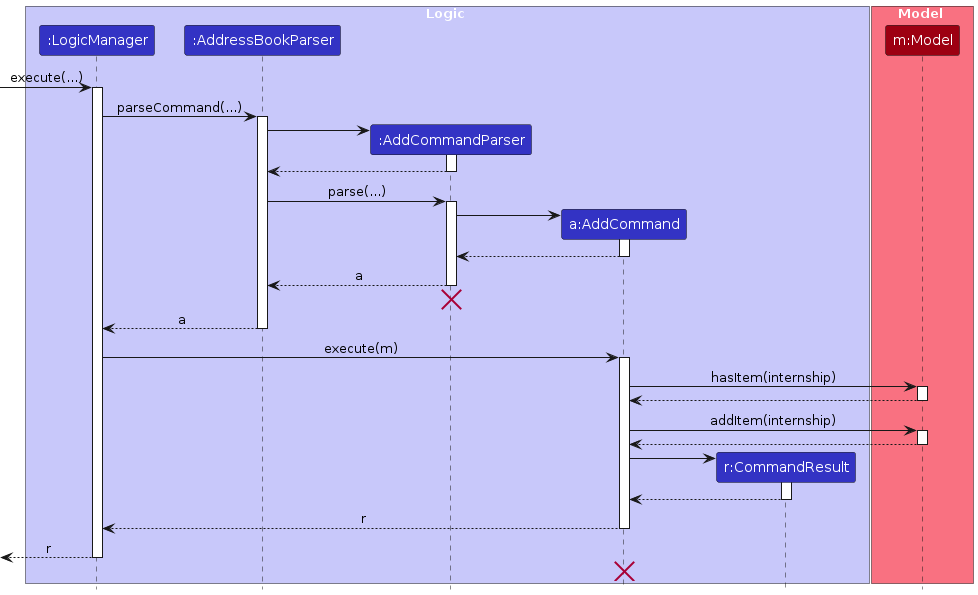 Logic
Model
:LogicManager
:AddressBookParser
m:Model
execute(...)
parseCommand(...)
:AddCommandParser
parse(...)
a:AddCommand
a
a
execute(m)
hasItem(internship)
addItem(internship)
r:CommandResult
r
r